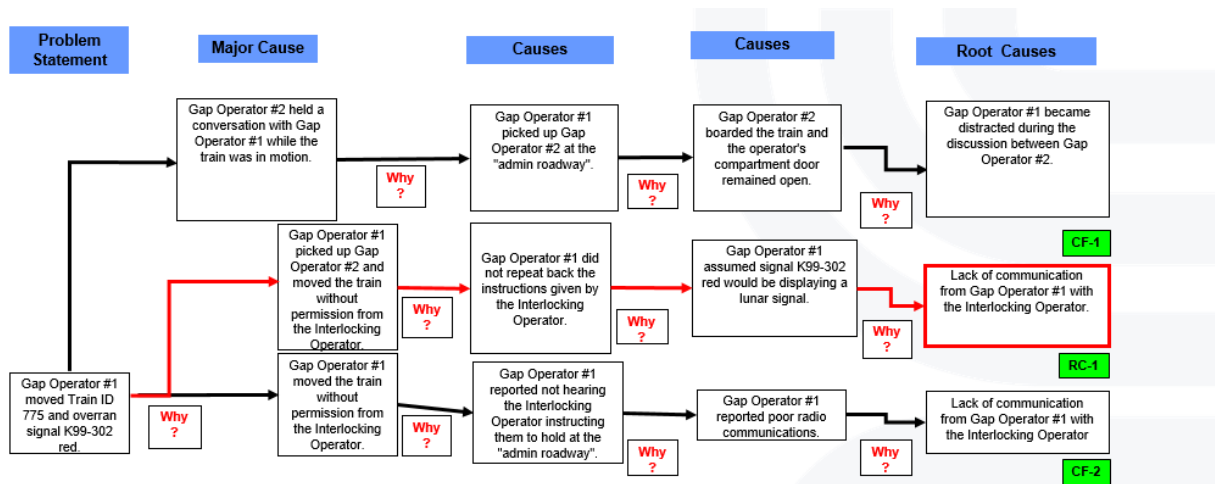 Problem
Statement
Major Cause
Causes
Causes
Root Causes
Gap Operator #2 held a
conversation with Gap
Operator #1 while the
train was in motion.
Why
?
Gap Operator #1
picked up Gap
Operator #2 at the
"admin roadway".
Why
?
Gap Operator #2
boarded the train and
the operator's
compartment door
remained open.
Why
?
Gap Operator #1 became
distracted during the
discussion between Gap
Operator #2.
CF-1
Gap Operator #1
moved Train ID
775 and overran
signal K99-302
red.
Why
?
Gap Operator #1
picked up Gap
Operator #2 and
moved the train
without
permission from
the Interlocking
Operator.
Why
?
Gap Operator #1 did
not repeat back the
instructions given by
the Interlocking
Operator.
Why
?
Gap Operator #1
assumed signal K99-302
red would be displaying a
lunar signal.
Why
?
Lack of communication
from Gap Operator #1 with
the Interlocking Operator.
RC-1
Gap Operator #1
moved the train
without
permission from
the Interlocking
Operator.
Why
?
Gap Operator #1
reported not hearing
the Interlocking
Operator instructing
them to hold at the
"admin roadway".
Why
?
Gap Operator #1
reported poor radio
communications.
Why
?
Lack of communication
from Gap Operator #1 with
the Interlocking Operator
CF-2